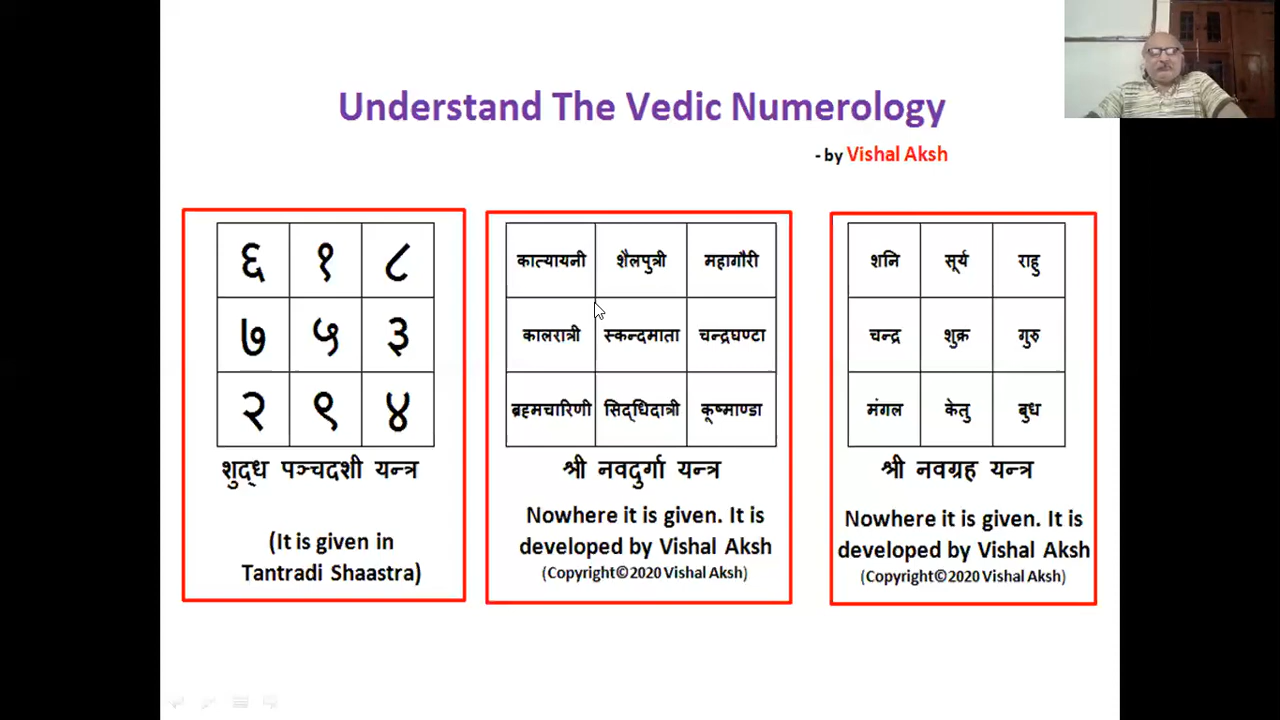 Understand The Vedic Numerology
- by Vishal Aksh
६ १ ८
७ ५ ३
२ ९ ४
शुद्ध पञ्चदशी यन्त्र
(It is given in
Tantradi Shaastra)
कात्यायनी शैलपुत्री महागौरी
कालरात्री स्कन्दमाता चन्द्रघण्टा
ब्रह्मचारिणी सिद्धिदात्री कूष्माण्डा
श्री नवदुर्गा यन्त्र
Nowhere it is given. It is
developed by Vishal Aksh
(Copyright©2020 Vishal Aksh)
शनि सूर्य राहु
चन्द्र शुक्र गुरु
मंगल केतु बुध
श्री नवग्रह यन्त्र
Nowhere it is given. It is
developed by Vishal Aksh
(Copyright©2020 Vishal Aksh)